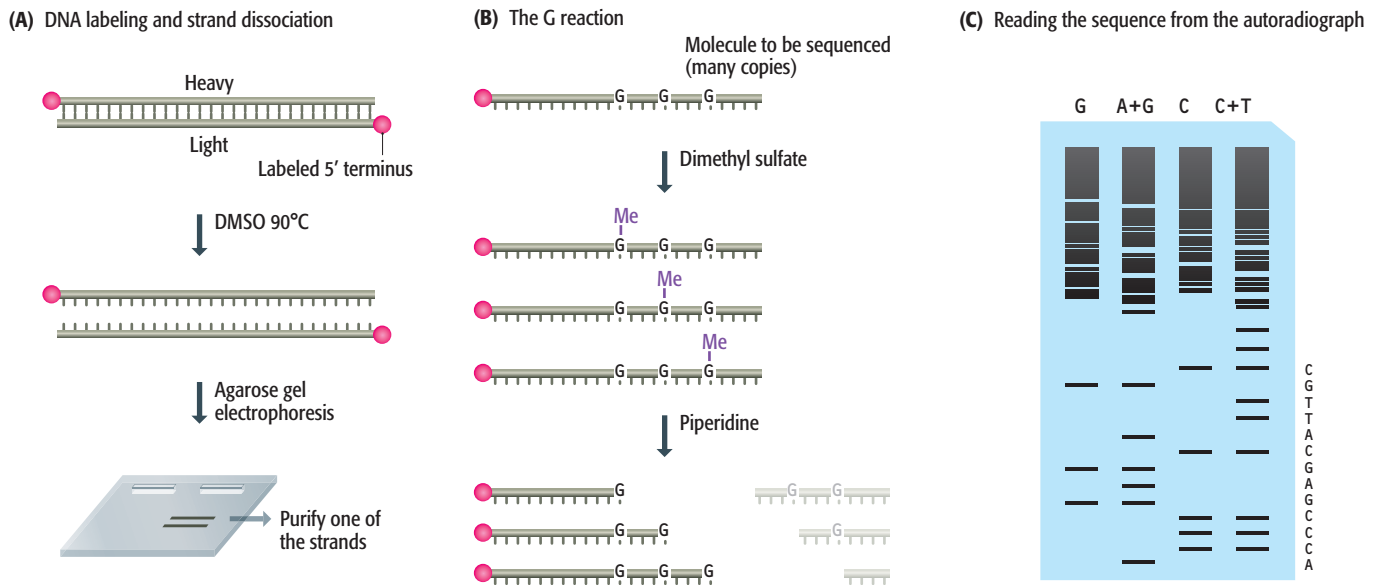 (A) DNA labeling and strand dissociation
Heavy
Light
Labeled 5′ terminus
DMSO 90°C
Agarose gel
electrophoresis
Purify one of
the strands
(B) The G reaction
Molecule to be sequenced
(many copies)
G G G
Dimethyl sulfate
Me
G G G
Me
G G G
Me
G G G
Piperidine
G G G
G G G
G G G
(C) Reading the sequence from the autoradiograph
G A+G C C+T
C
G
T
T
A
C
G
A
G
C
C
C
A